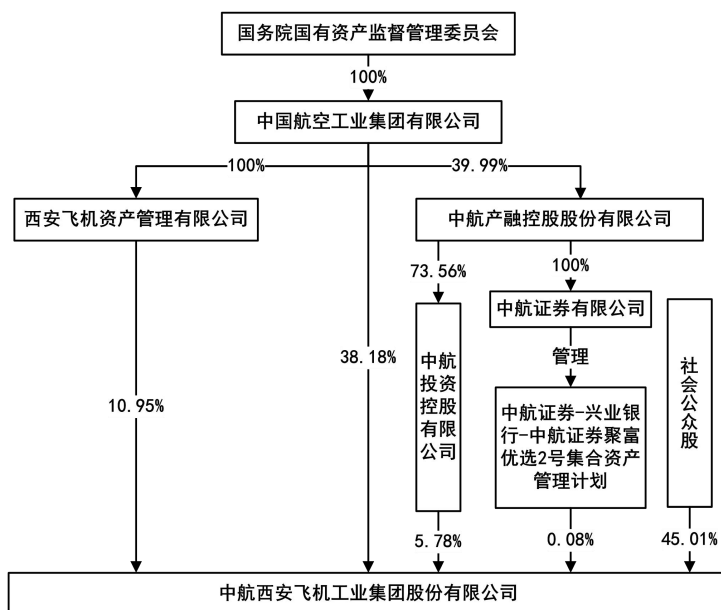 国务院国有资产监督管理委员会
100%
中国航空工业集团有限公司
100%
39.99%
西安飞机资产管理有限公司
中航产融控股股份有限公司
73.56%
100%
中航证券有限公司
38.18%
10.95%
中航
投资
控股
有限
公司
管理
中航证券-兴业银
行-中航证券聚富
优选2号集合资产
管理计划
社
会
公
众
股
5.78%
0.08%
45.01%
中航西安飞机工业集团股份有限公司